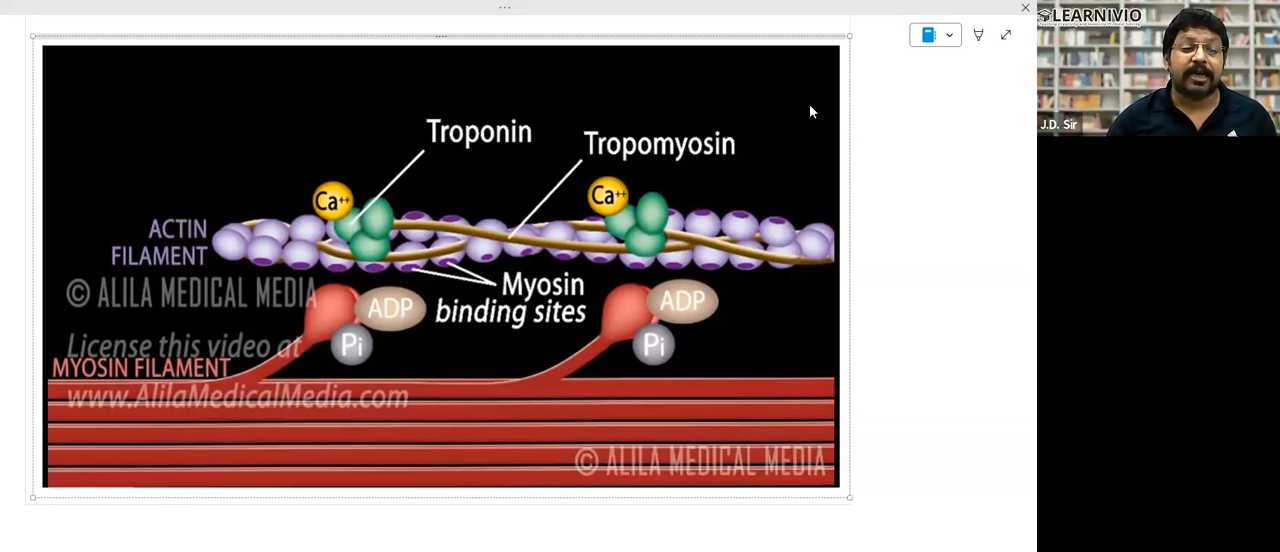 LEARNIVIO
J.D. Sir
Troponin
Tropomyosin
Ca++
Ca++
ACTIN
FILAMENT
© ALILA MEDICAL MEDIA
Myosin
binding sites
ADP
ADP
Pi
Pi
License this video at
MYOSIN FILAMENT
www.AlilaMedicalMedia.com
© ALILA MEDICAL MEDIA